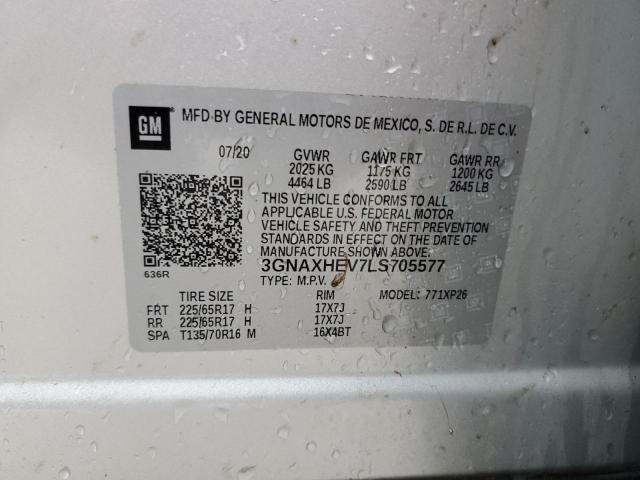 GM MFD BY GENERAL MOTORS DE MEXICO, S. DE R.L. DE C.V.
07/20 GVWR GAWR FRT GAWR RR
2025 KG 1175 KG 1200 KG
4464 LB 2590 LB 2645 LB
THIS VEHICLE CONFORMS TO ALL
APPLICABLE U.S. FEDERAL MOTOR
VEHICLE SAFETY AND THEFT PREVENTION
STANDARDS IN EFFECT ON THE DATE OF
MANUFACTURE SHOWN ABOVE.
3GNAXHEV7LS705577
636R TYPE: M.P.V. MODEL: 771XP26
TIRE SIZE RIM
FRT 225/65R17 H 17X7J
RR 225/65R17 H 17X7J
SPA T135/70R16 M 16X4BT